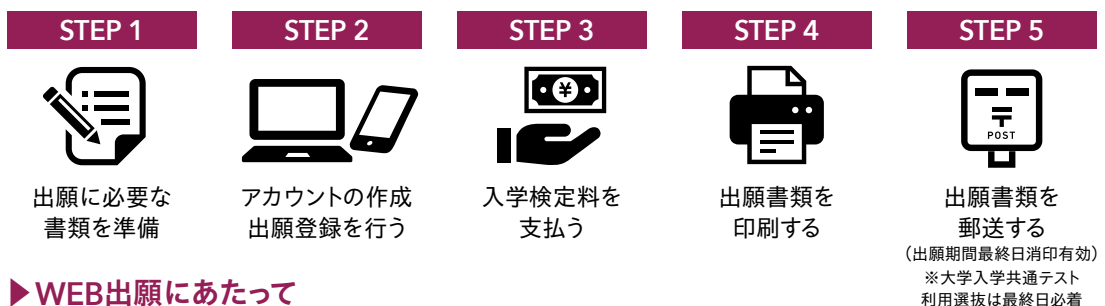 STEP 1
出願に必要な
書類を準備
STEP 2
アカウントの作成
出願登録を行う
STEP 3
¥
入学検定料を
支払う
STEP 4
出願書類を
印刷する
STEP 5
〒
POST
出願書類を
郵送する
(出願期間最終日消印有効)
※大学入学共通テスト
利用選抜は最終日必着
▶WEB出願にあたって